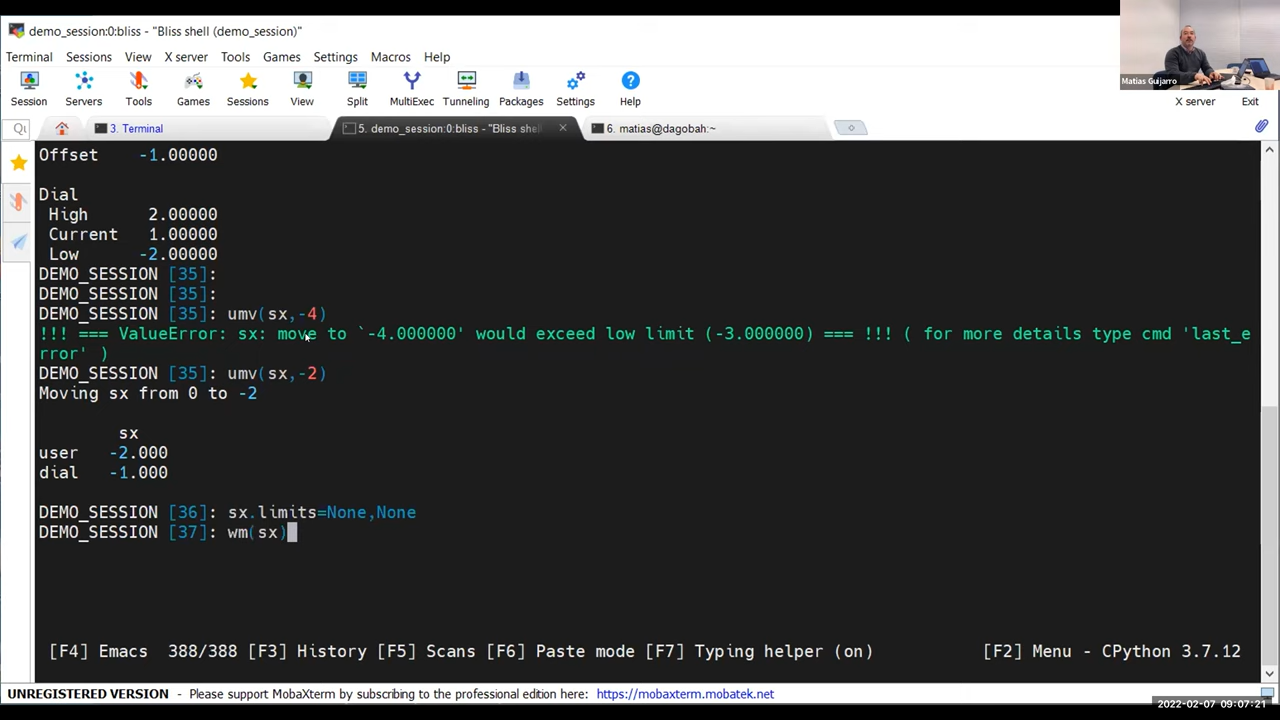 demo_session:0:bliss - "Bliss shell (demo_session)"
Terminal Sessions View X server Tools Games Settings Macros Help
Session Servers Tools Games Sessions View Split MultiExec Tunneling Packages Settings Help
Matias Guijarro
X server Exit
Qu 3. Terminal 5. demo_session:0:bliss - "Bliss shell 6. matias@dagobah:~
Offset -1.00000
Dial
High 2.00000
Current 1.00000
Low -2.00000
DEMO_SESSION [35]:
DEMO_SESSION [35]:
DEMO_SESSION [35]: umv(sx,-4)
!!! === ValueError: sx: move to `-4.000000' would exceed low limit (-3.000000) === !!! ( for more details type cmd 'last_e
rror' )
DEMO_SESSION [35]: umv(sx,-2)
Moving sx from 0 to -2
sx
user -2.000
dial -1.000
DEMO_SESSION [36]: sx.limits=None,None
DEMO_SESSION [37]: wm(sx)
[F4] Emacs 388/388 [F3] History [F5] Scans [F6] Paste mode [F7] Typing helper (on) [F2] Menu - CPython 3.7.12
UNREGISTERED VERSION - Please support MobaXterm by subscribing to the professional edition here: https://mobaxterm.mobatek.net
2022-02-07 09:07:21